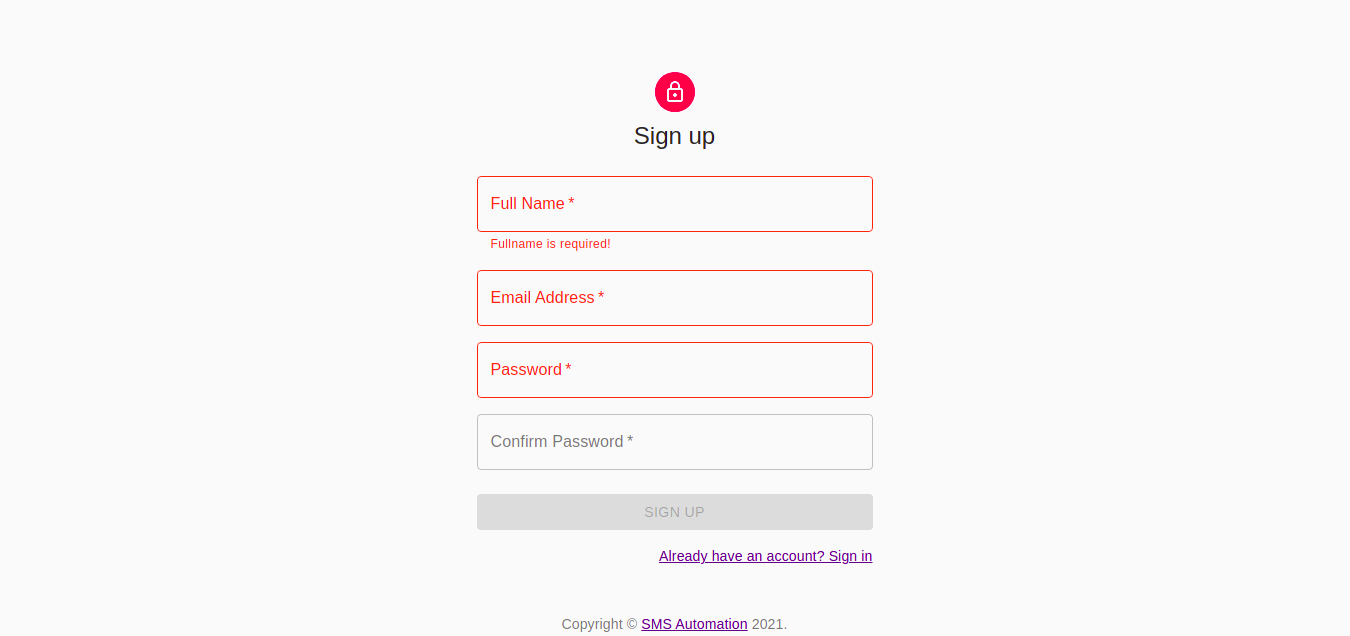 Sign up
Full Name *
Fullname is required!
Email Address *
Password *
Confirm Password *
SIGN UP
Already have an account? Sign in
Copyright © SMS Automation 2021.